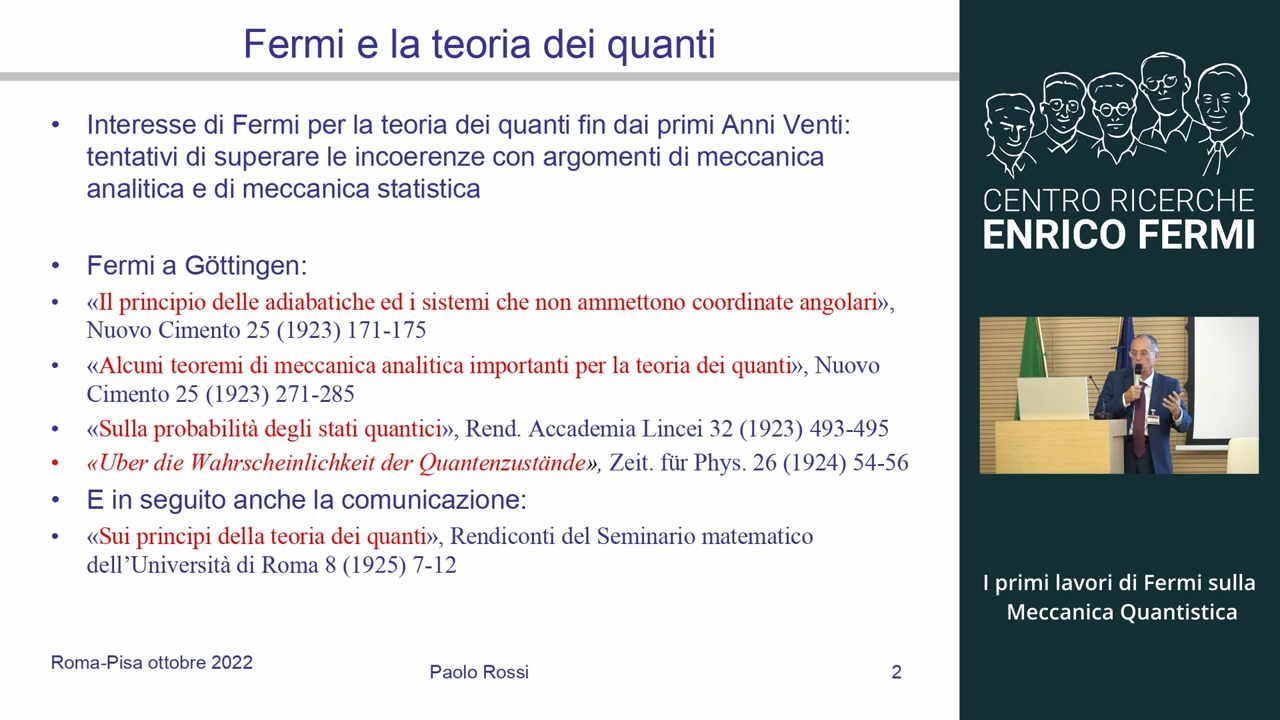 Fermi e la teoria dei quanti
• Interesse di Fermi per la teoria dei quanti fin dai primi Anni Venti:
tentativi di superare le incoerenze con argomenti di meccanica
analitica e di meccanica statistica
• Fermi a Göttingen:
• «Il principio delle adiabatiche ed i sistemi che non ammettono coordinate angolari»,
Nuovo Cimento 25 (1923) 171-175
• «Alcuni teoremi di meccanica analitica importanti per la teoria dei quanti», Nuovo
Cimento 25 (1923) 271-285
• «Sulla probabilità degli stati quantici», Rend. Accademia Lincei 32 (1923) 493-495
• «Uber die Wahrscheinlichkeit der Quantenzustände», Zeit. für Phys. 26 (1924) 54-56
• E in seguito anche la comunicazione:
• «Sui principi della teoria dei quanti», Rendiconti del Seminario matematico
dell’Università di Roma 8 (1925) 7-12
Roma-Pisa ottobre 2022
Paolo Rossi
2
CENTRO RICERCHE
ENRICO FERMI
I primi lavori di Fermi sulla
Meccanica Quantistica